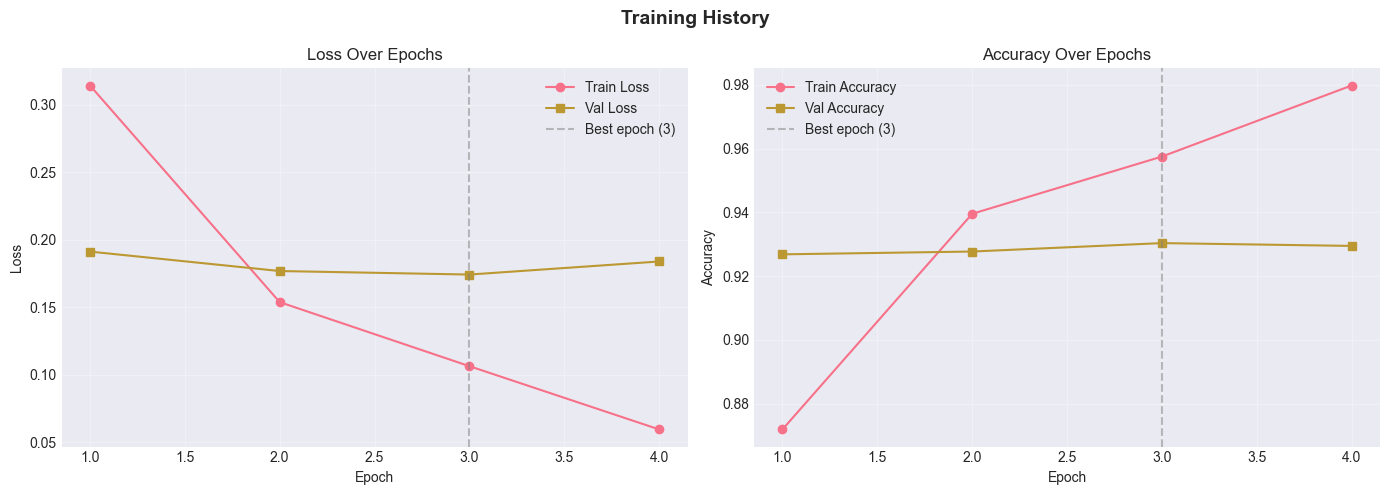 Training History
Loss Over Epochs
Loss
0.30
0.25
0.20
0.15
0.10
0.05
Train Loss
Val Loss
Best epoch (3)
1.0 1.5 2.0 2.5 3.0 3.5 4.0
Epoch
Accuracy Over Epochs
Accuracy
0.98
0.96
0.94
0.92
0.90
0.88
Train Accuracy
Val Accuracy
Best epoch (3)
1.0 1.5 2.0 2.5 3.0 3.5 4.0
Epoch